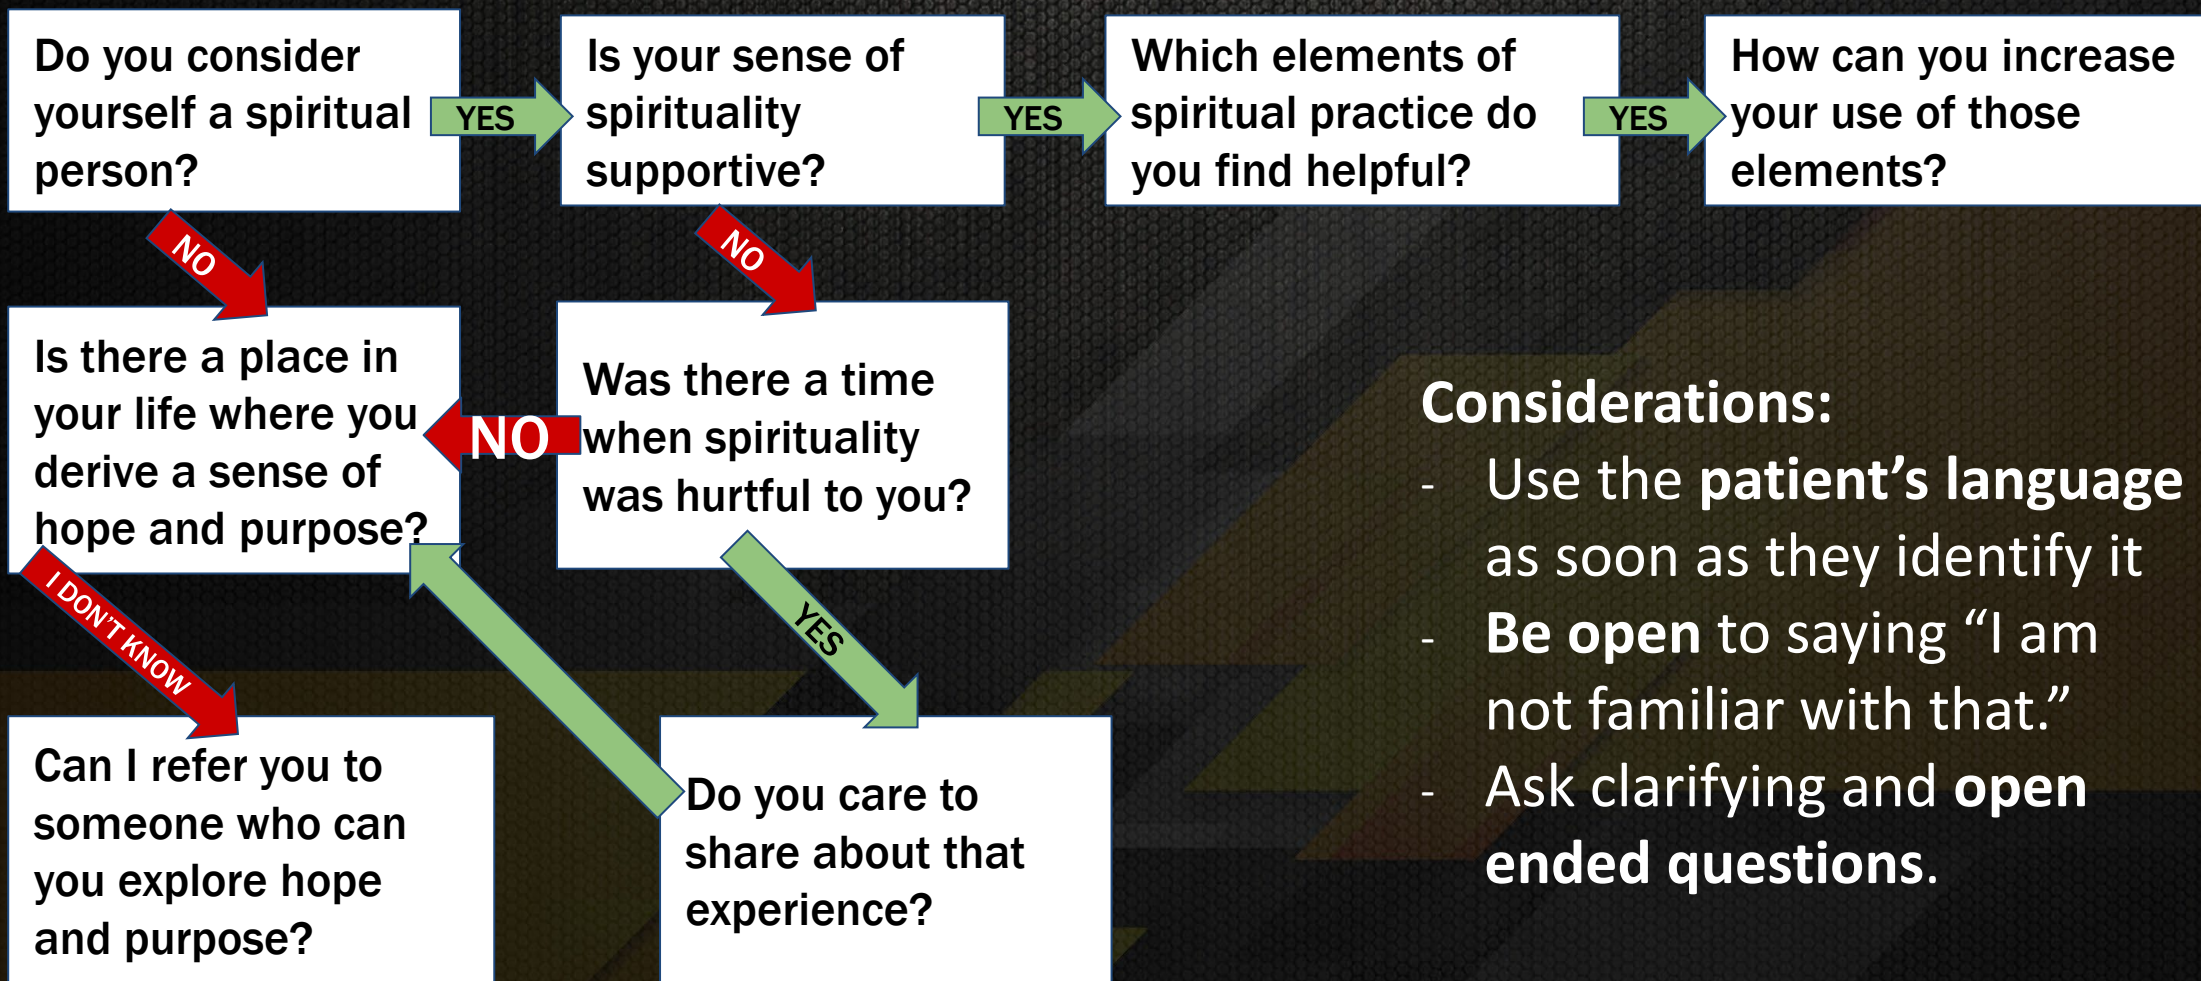 Do you consider
yourself a spiritual
person?
YES
Is your sense of
spirituality
supportive?
YES
Which elements of
spiritual practice do
you find helpful?
YES
How can you increase
your use of those
elements?
NO
NO
Is there a place in
your life where you
derive a sense of
hope and purpose?
NO
Was there a time
when spirituality
was hurtful to you?
I DON'T KNOW
YES
Can I refer you to
someone who can
you explore hope
and purpose?
Do you care to
share about that
experience?
Considerations:
- Use the patient’s language
as soon as they identify it
- Be open to saying “I am
not familiar with that.”
- Ask clarifying and open
ended questions.